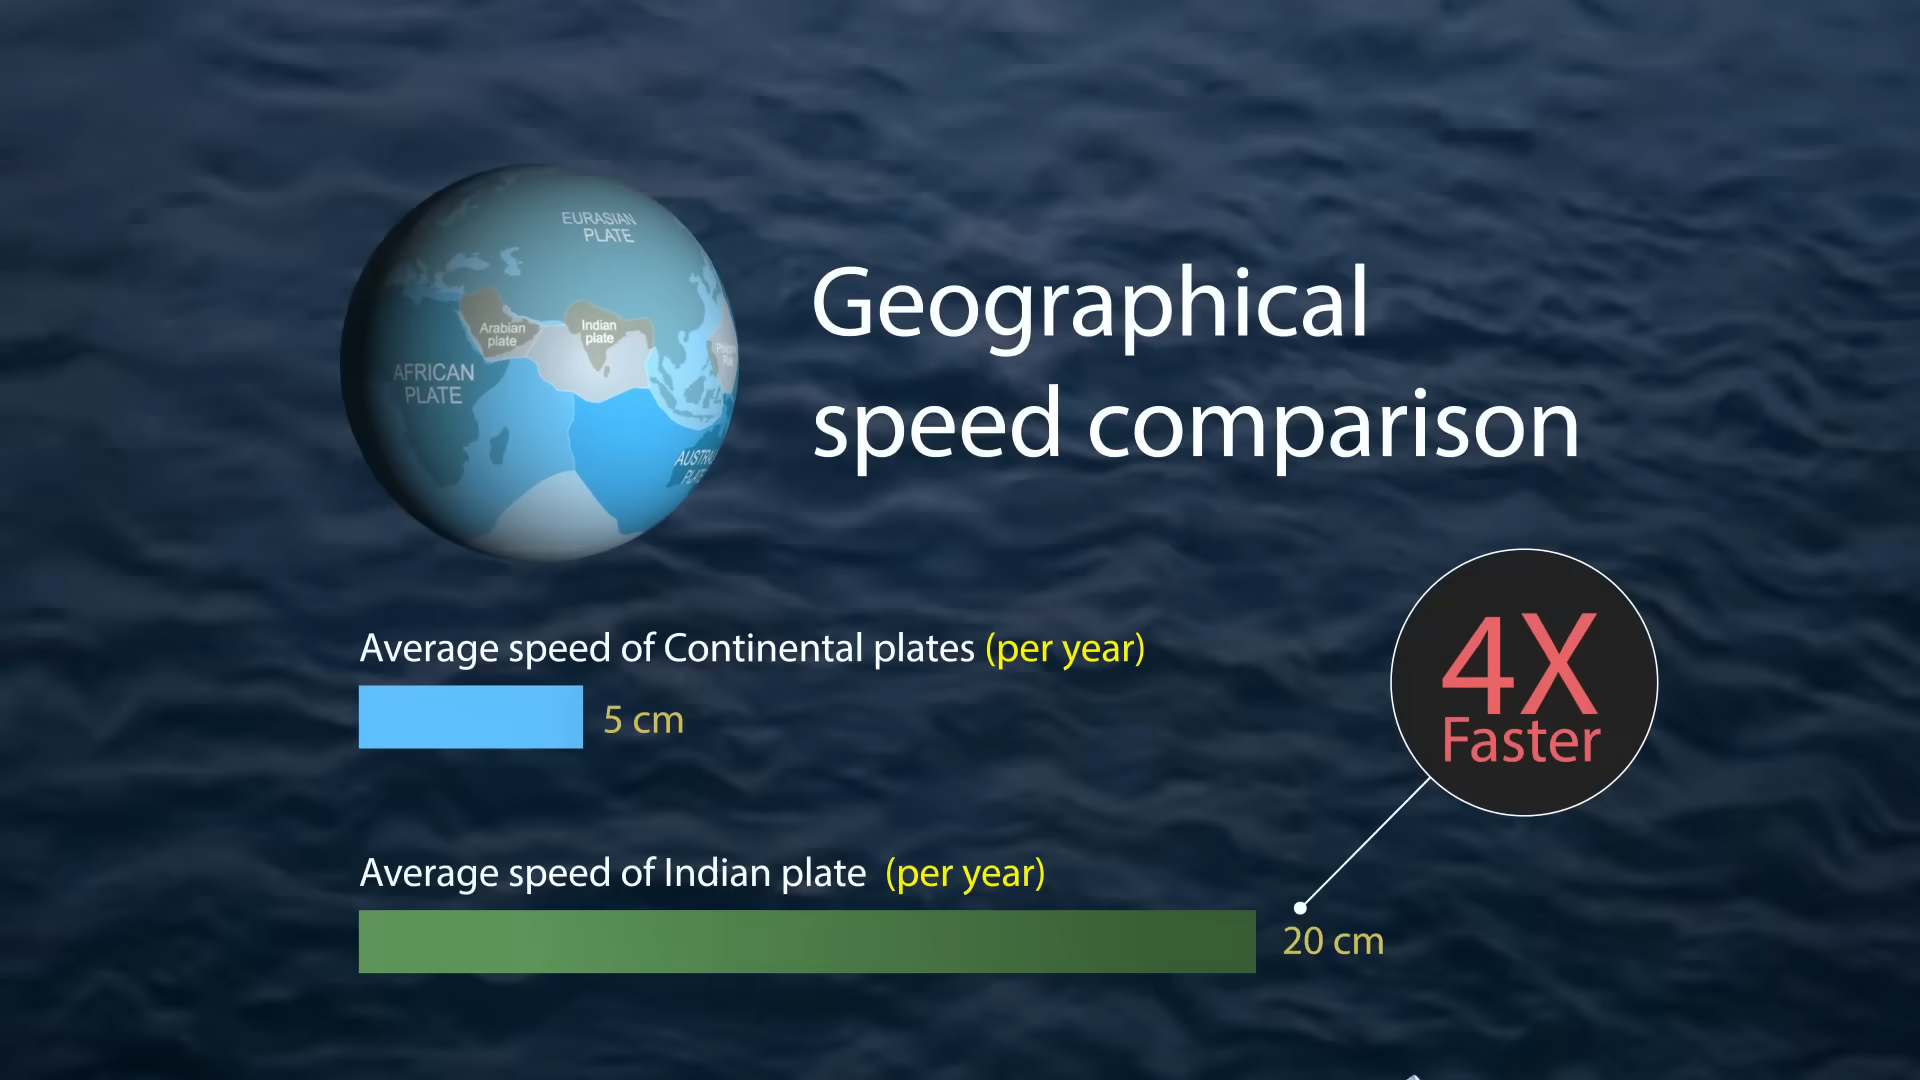 EURASIAN
PLATE
Arabian
plate
Indian
plate
AFRICAN
PLATE
Geographical
speed comparison
Average speed of Continental plates (per year)
5 cm
4X
Faster
Average speed of Indian plate (per year)
20 cm